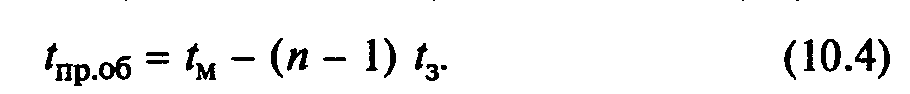 tпр.об = tм – (n – 1) tз. (10.4)